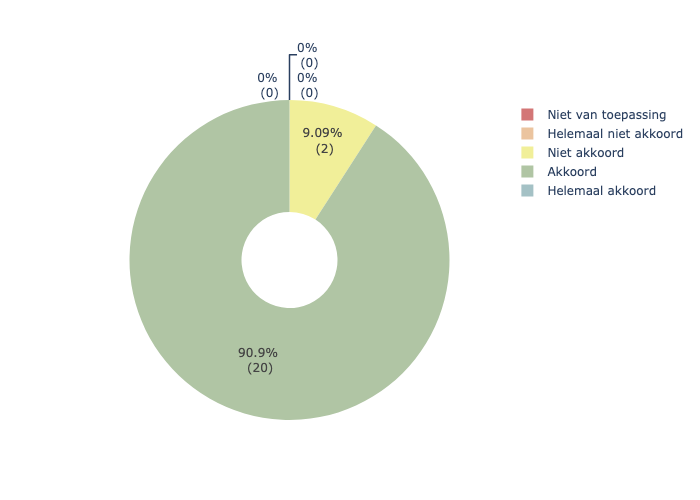 0%
(0)
0%
(0)
0%
(0)
9.09%
(2)
90.9%
(20)
Niet van toepassing
Helemaal niet akkoord
Niet akkoord
Akkoord
Helemaal akkoord